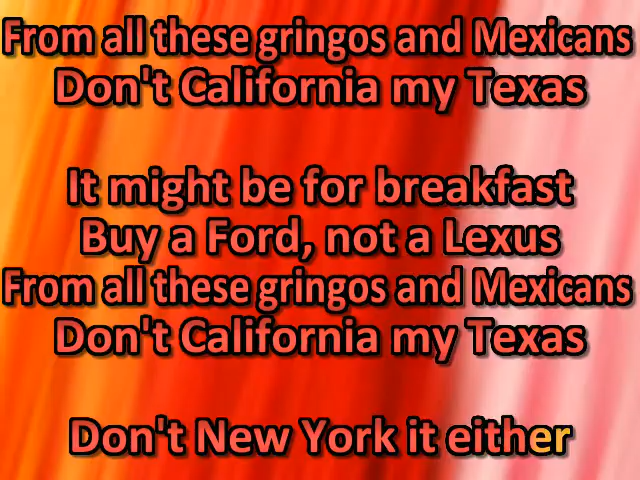 From all these gringos and Mexicans
Don't California my Texas
It might be for breakfast
Buy a Ford, not a Lexus
From all these gringos and Mexicans
Don't California my Texas
Don't New York it either